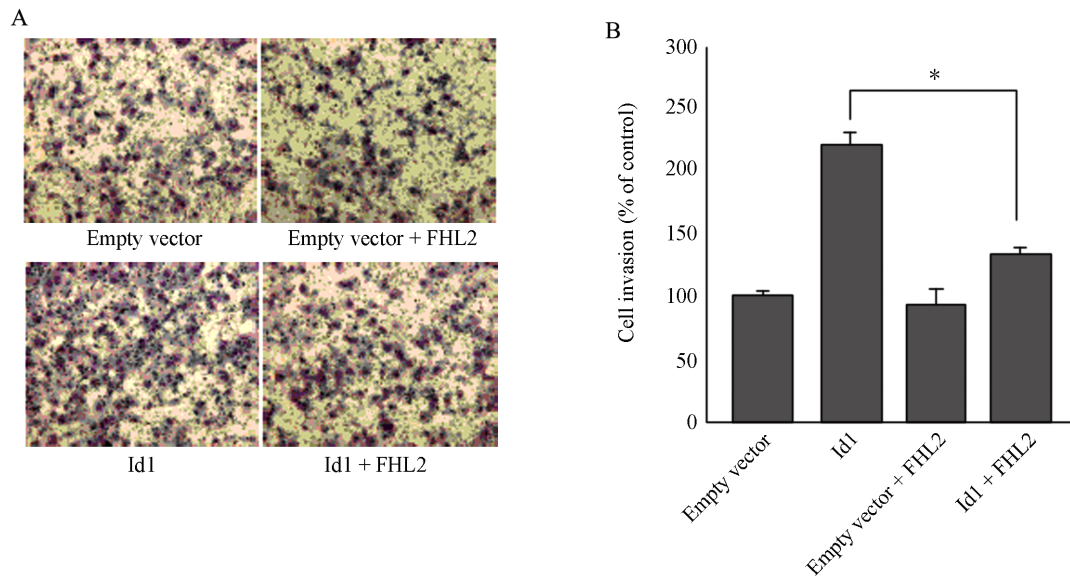 A
Empty vector
Empty vector + FHL2
Id1
Id1 + FHL2
B
Cell invasion (% of control)
300
250
200
150
100
50
0
*
Empty vector
Id1
Empty vector + FHL2
Id1 + FHL2